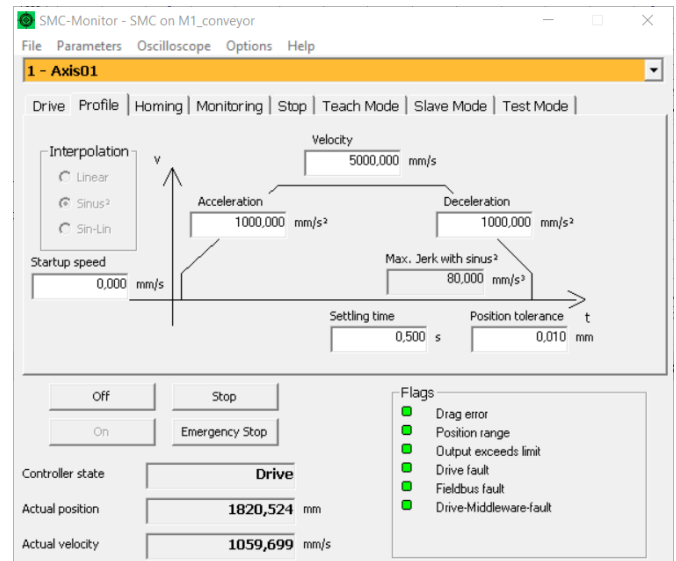 SMC-Monitor - SMC on M1_conveyor
File Parameters Oscilloscope Options Help
1 - Axis01
Drive Profile Homing Monitoring Stop Teach Mode Slave Mode Test Mode
Interpolation
Linear
Sinus²
Sin-Lin
v
Velocity
5000,000 mm/s
Acceleration
1000,000 mm/s²
Deceleration
1000,000 mm/s²
Startup speed
0,000 mm/s
Max. Jerk with sinus²
80,000 mm/s³
t
Settling time
0,500 s
Position tolerance
0,010 mm
Off Stop
On Emergency Stop
Controller state Drive
Actual position 1820,524 mm
Actual velocity 1059,699 mm/s
Flags
Drag error
Position range
Output exceeds limit
Drive fault
Fieldbus fault
Drive-Middleware-fault